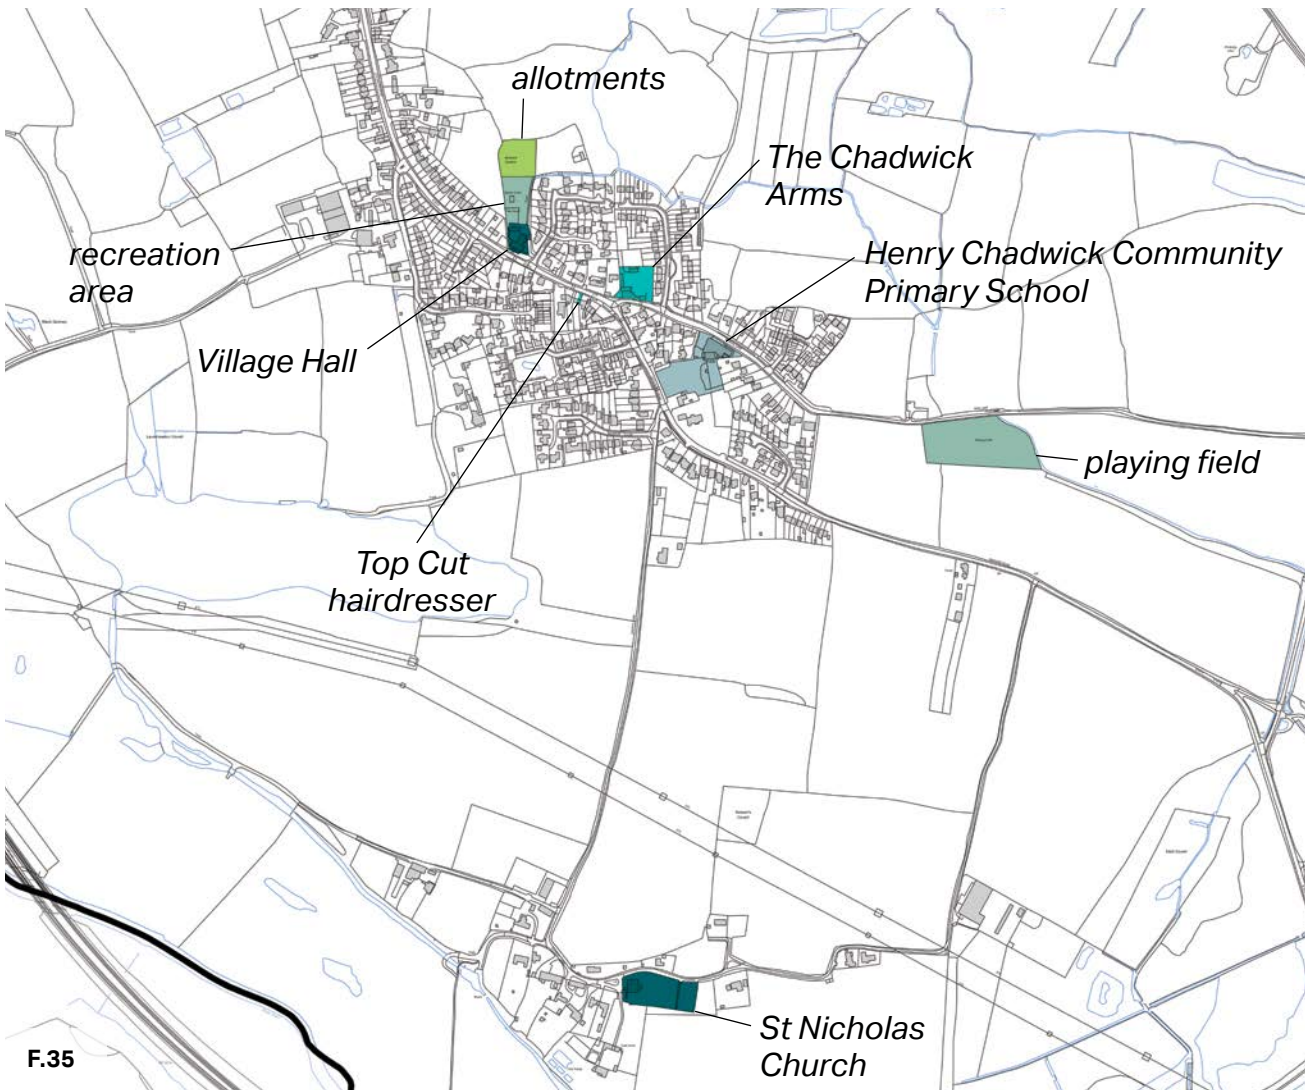 allotments
The Chadwick
Arms
recreation
area
Henry Chadwick Community
Primary School
Village Hall
playing field
Top Cut
hairdresser
St Nicholas
Church
F.35